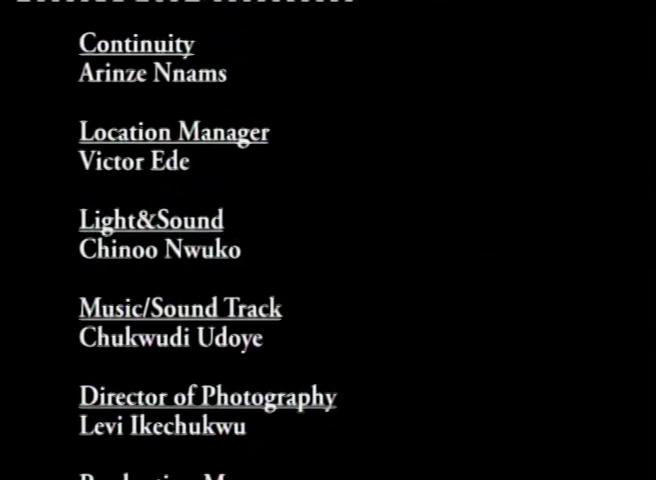 Continuity
Arinze Nnams
Location Manager
Victor Ede
Light&Sound
Chinoo Nwuko
Music/Sound Track
Chukwudi Udoye
Director of Photography
Levi Ikechukwu